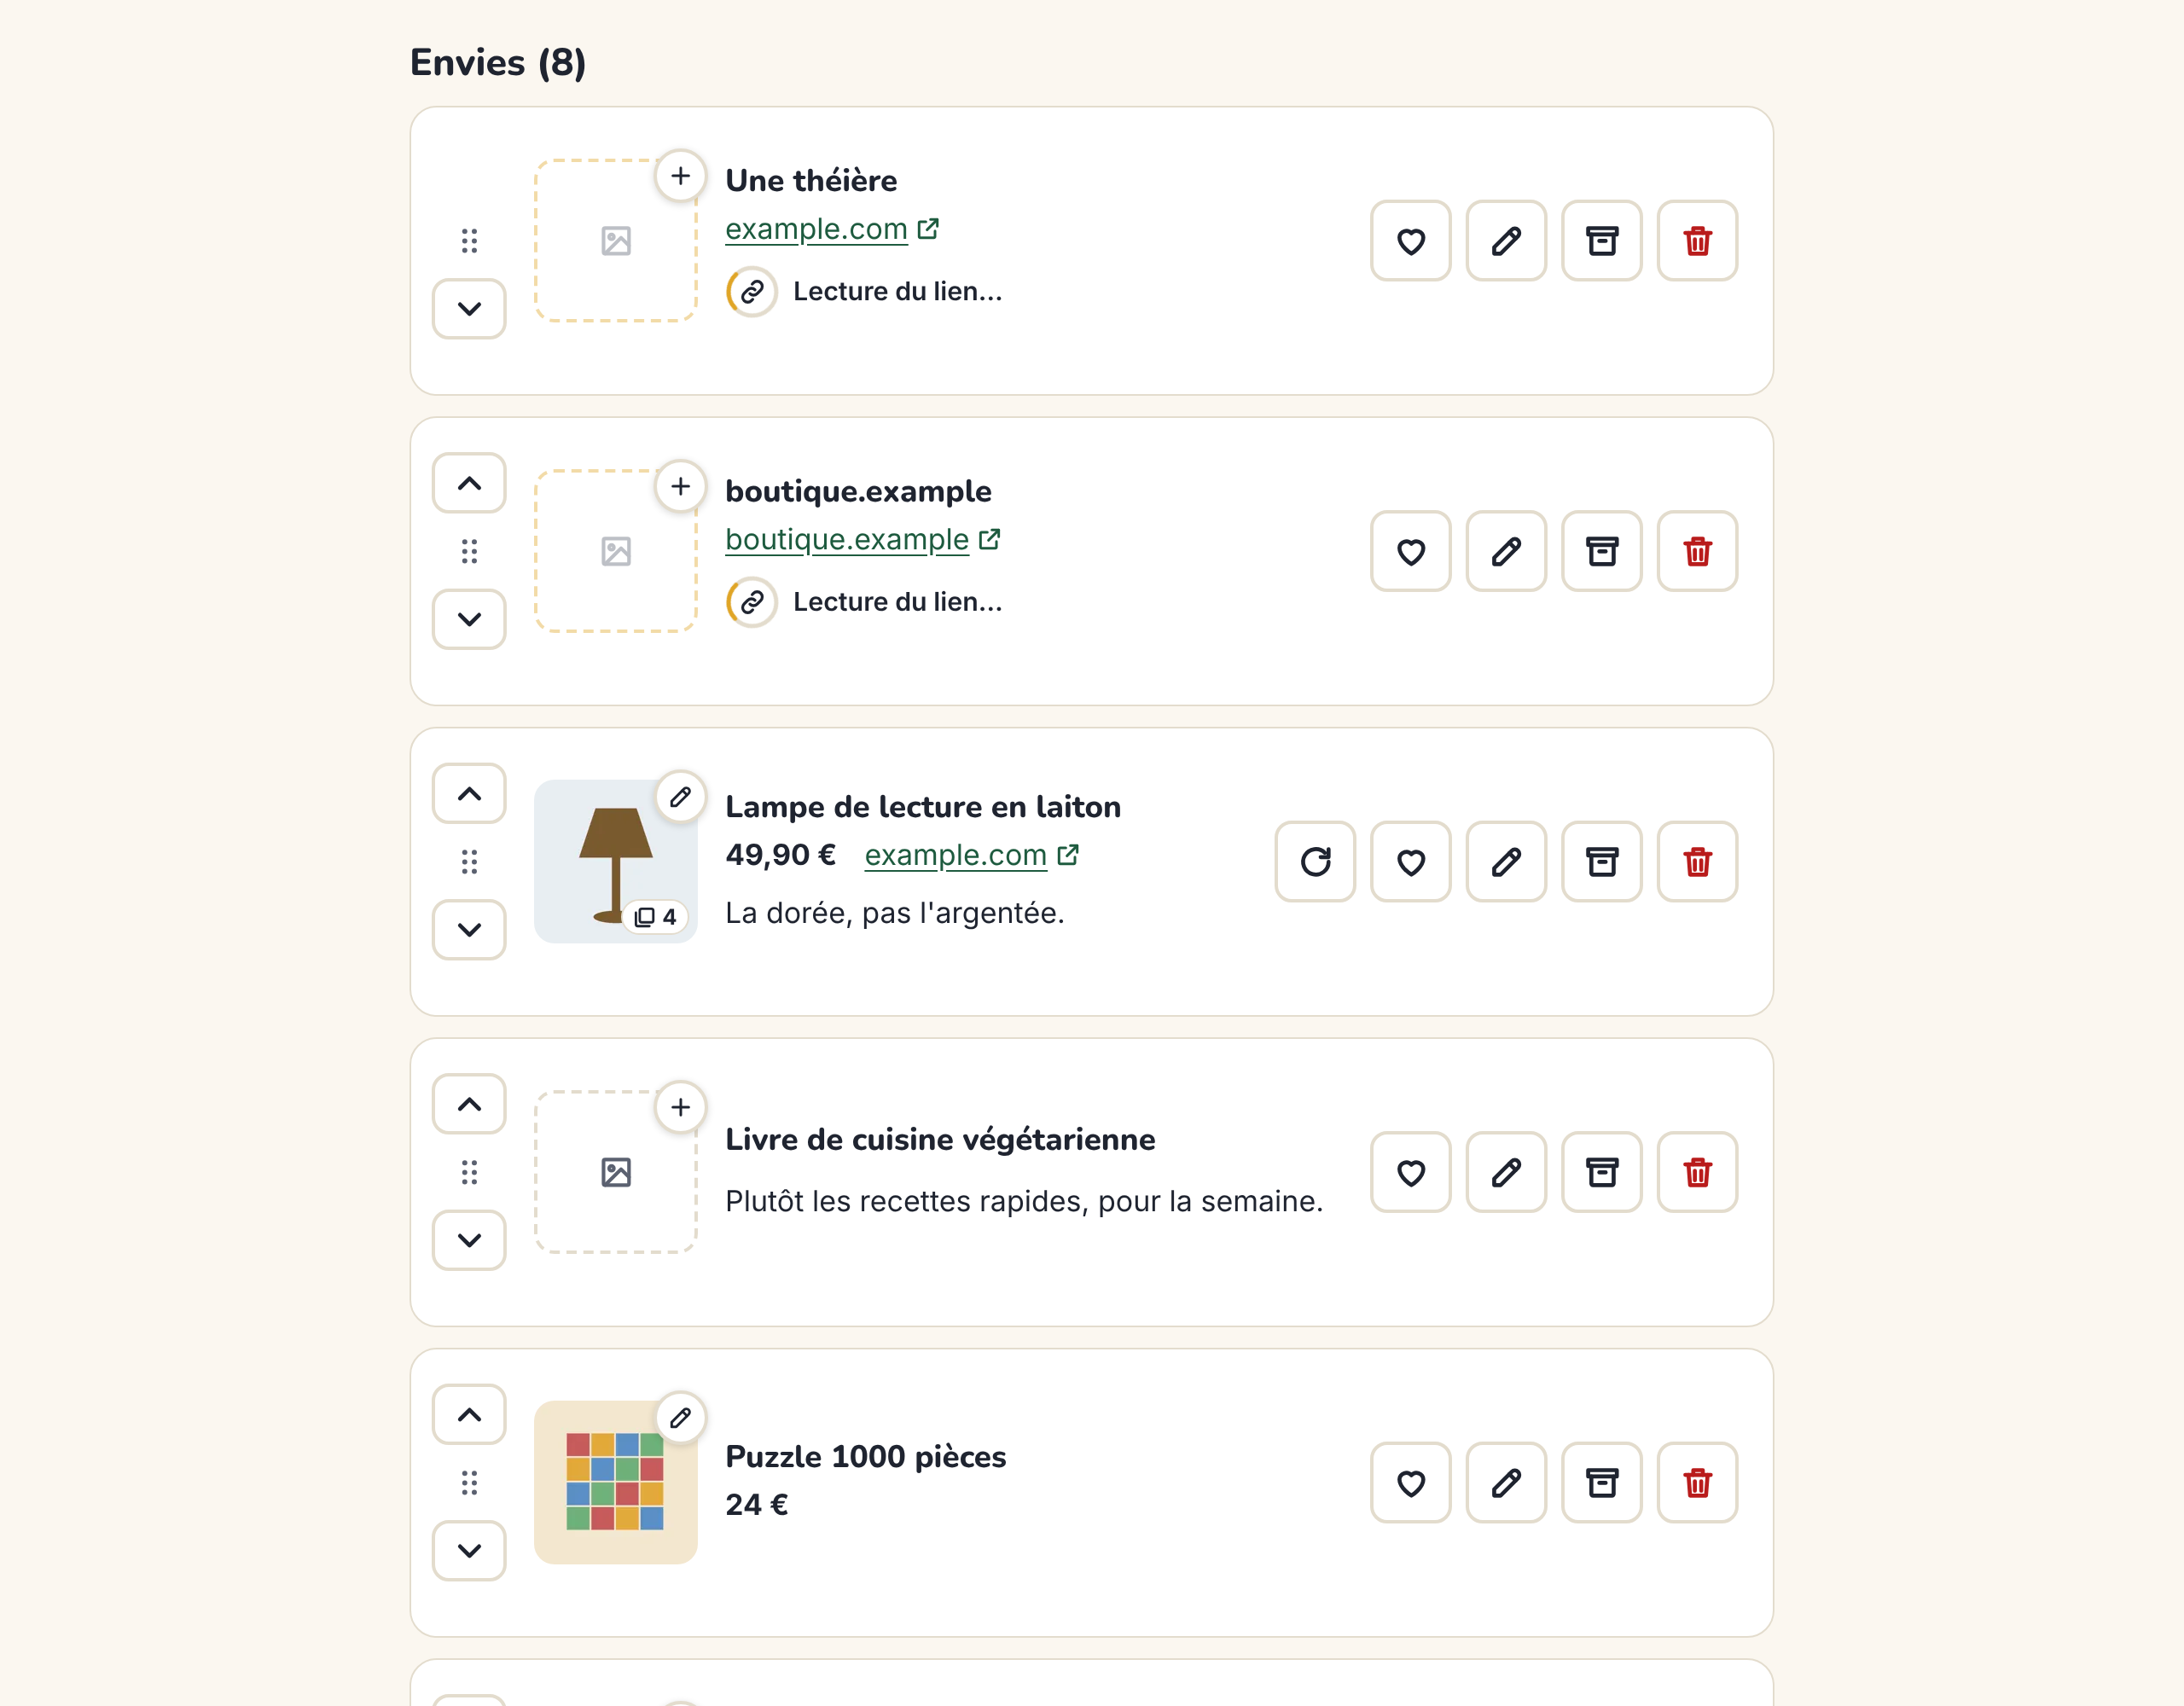 Envies (8)
Une théière
example.com
Lecture du lien…
boutique.example
boutique.example
Lecture du lien…
Lampe de lecture en laiton
49,90 € example.com
La dorée, pas l'argentée.
4
Livre de cuisine végétarienne
Plutôt les recettes rapides, pour la semaine.
Puzzle 1000 pièces
24 €